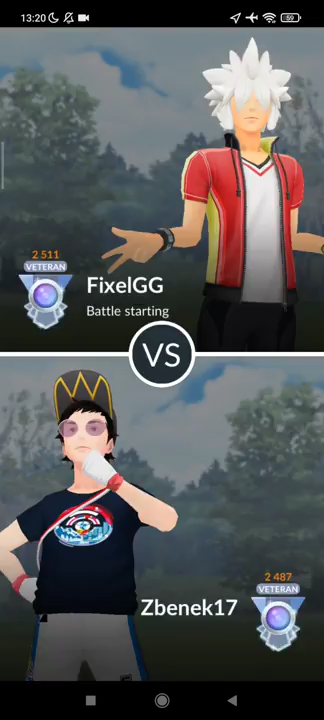 13:20
59
2 511
VETERAN
FixelGG
Battle starting
VS
Zbenek17
2 487
VETERAN